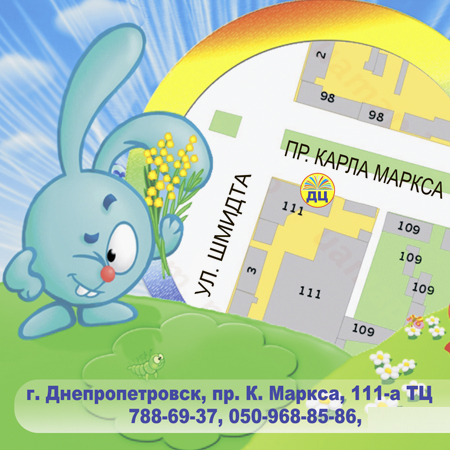 2
98
98
ПР. КАРЛА МАРКСА
ДЦ
УЛ. ШМИДТА
111
109
109
3
111
109
109
г. Днепропетровск, пр. К. Маркса, 111-а ТЦ
788-69-37, 050-968-85-86,